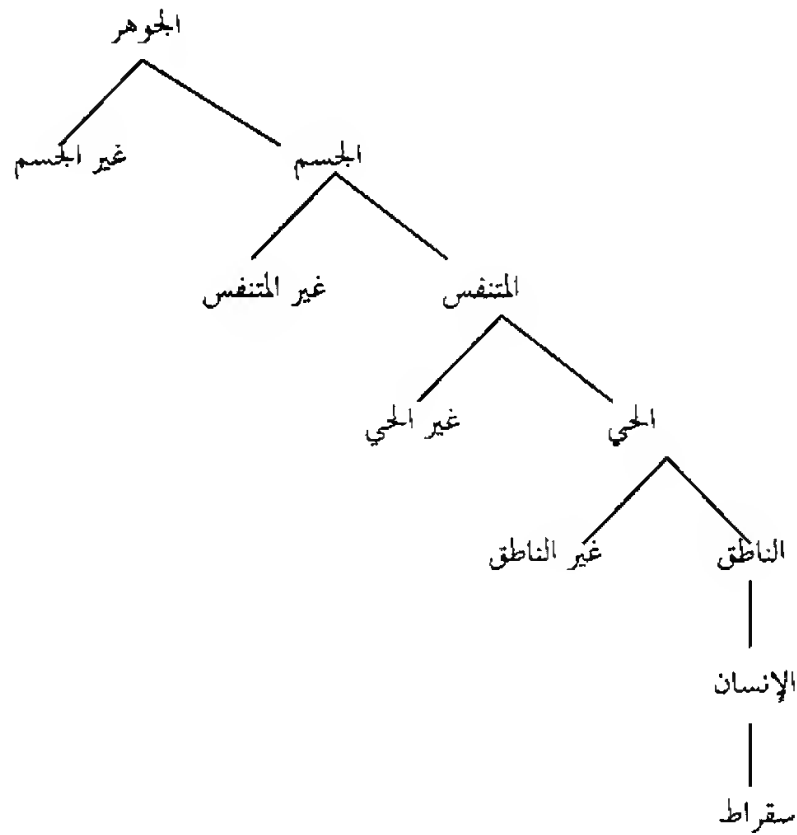 الجوهر
الجسم غير الجسم
المتنفس غير المتنفس
الحي غير الحي
الناطق غير الناطق
الإنسان
سقراط